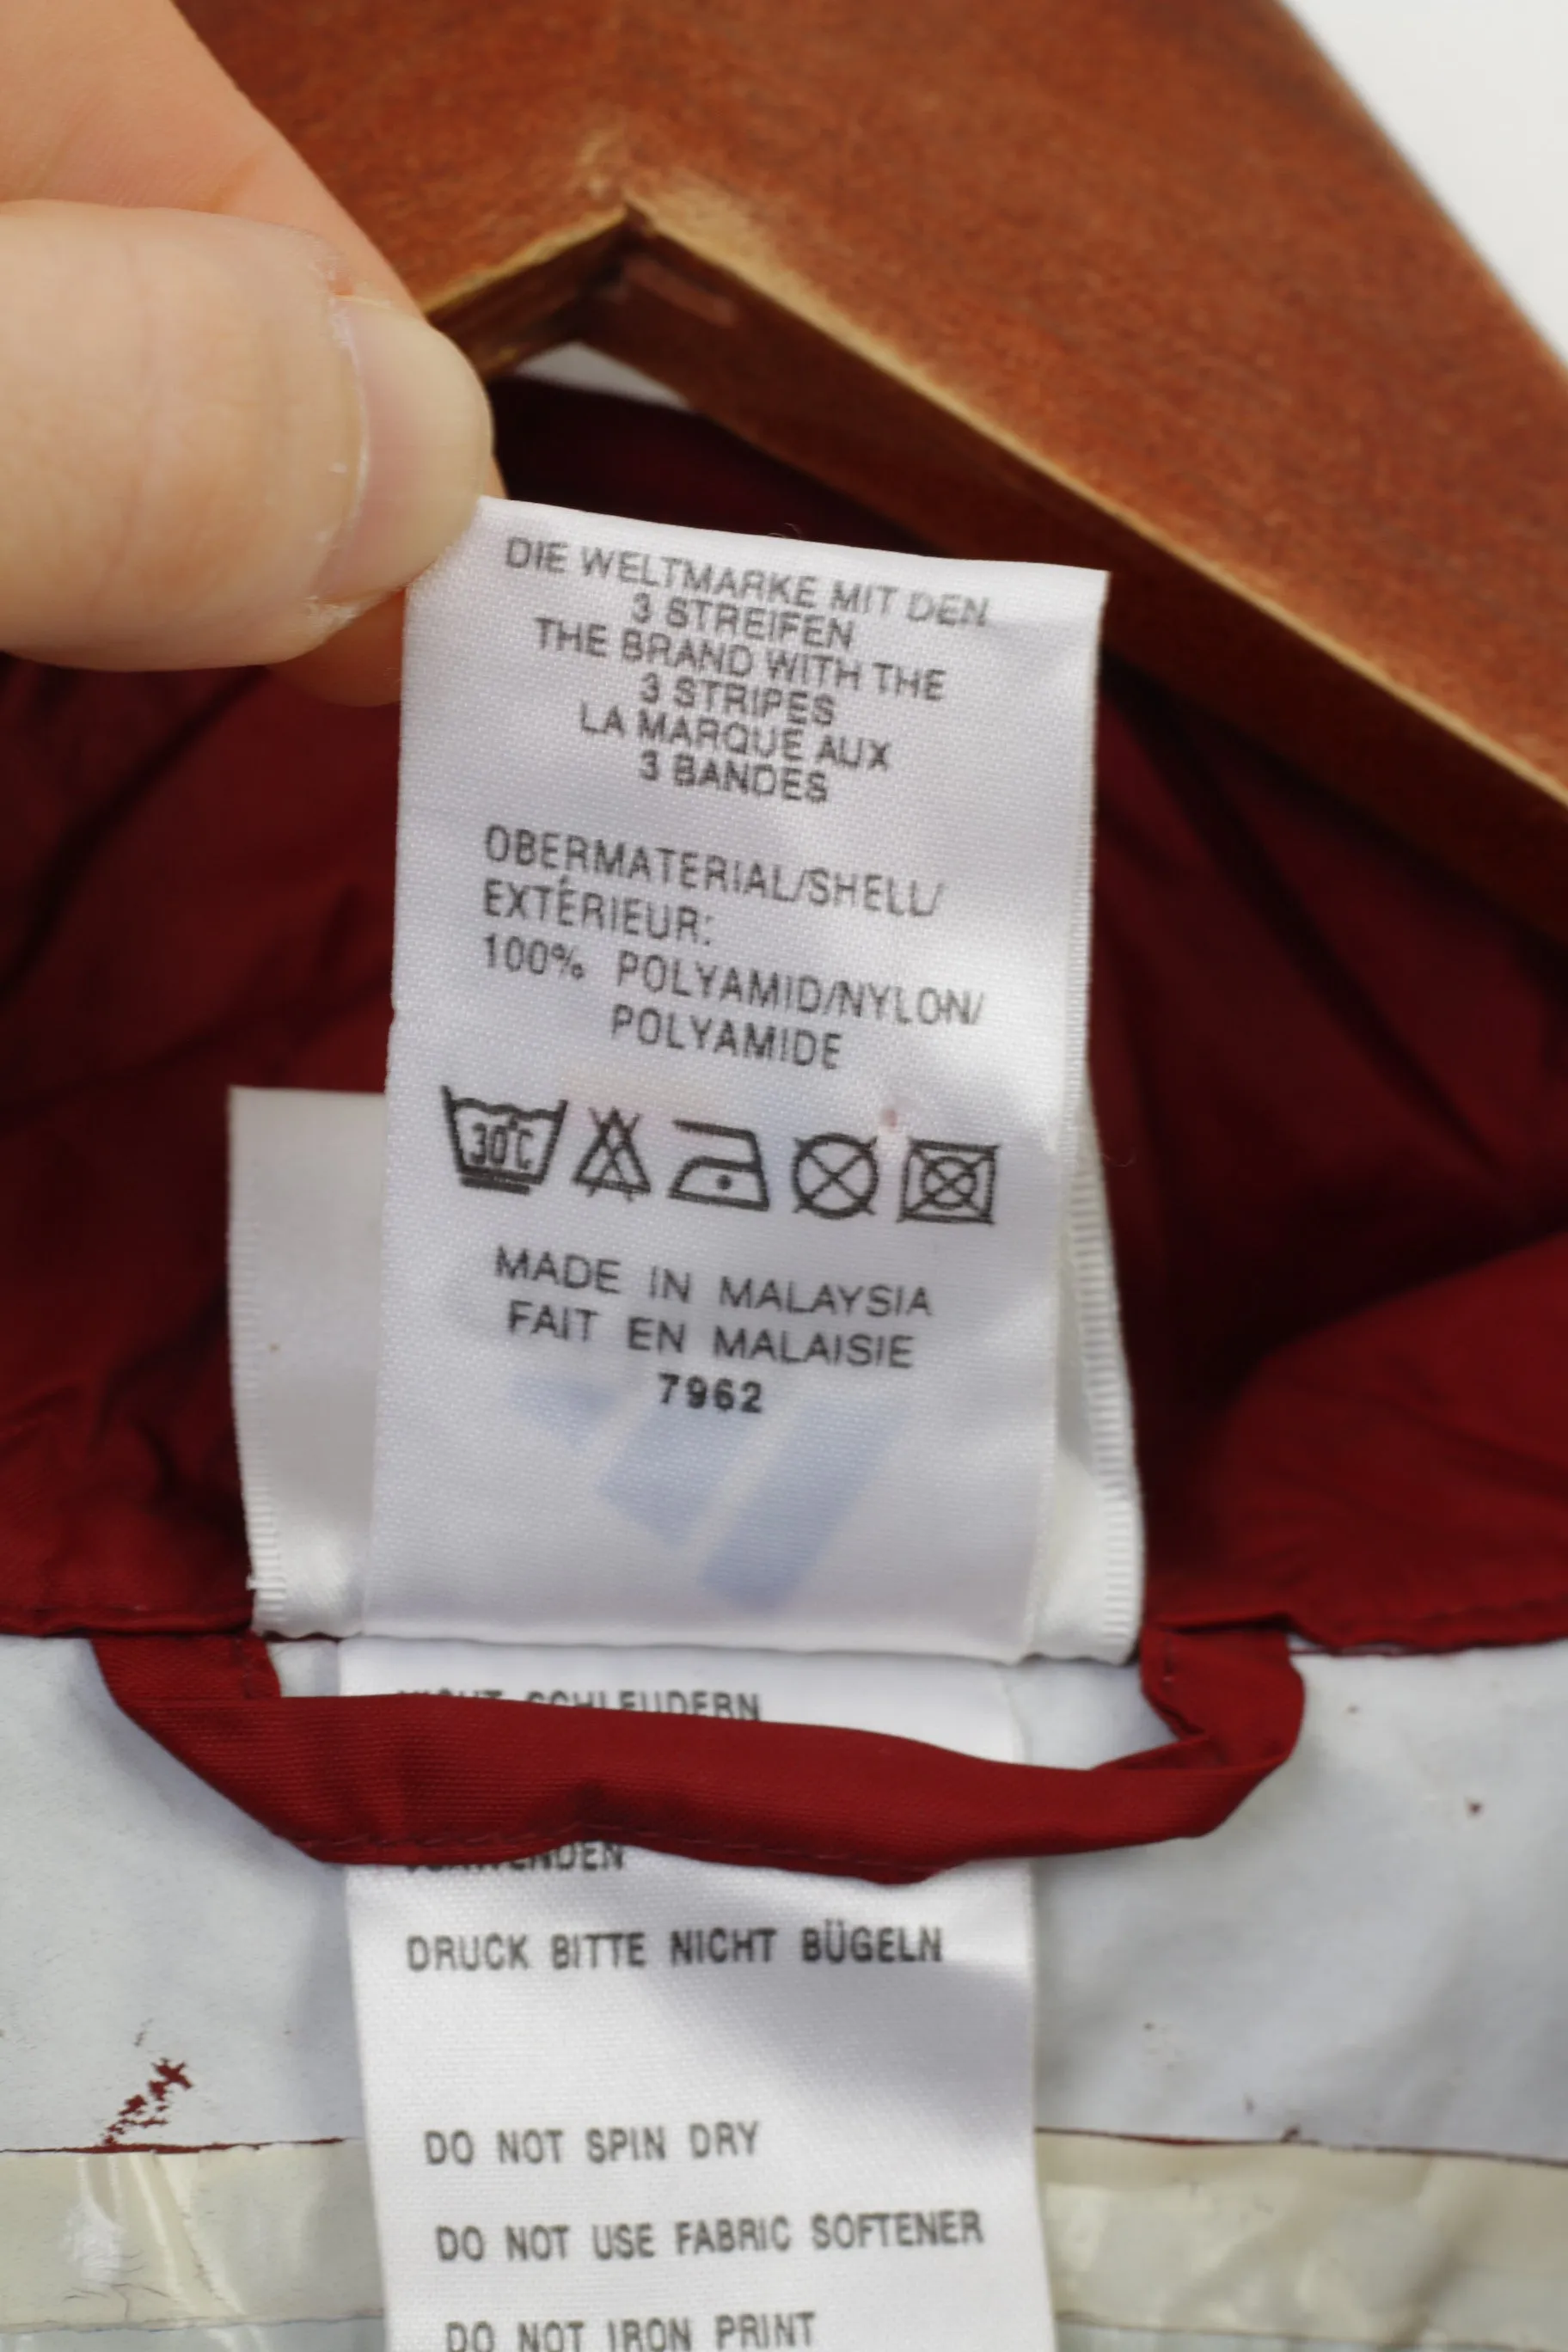 DIE WELTMARKE MIT DEN
3 STREIFEN
THE BRAND WITH THE
3 STRIPES
LA MARQUE AUX
3 BANDES
OBERMATERIAL/SHELL/
EXTÉRIEUR:
100% POLYAMID/NYLON/
POLYAMIDE
30°C
MADE IN MALAYSIA
FAIT EN MALAISIE
7962
NICHT SCHLEUDERN
DRUCK BITTE NICHT BÜGELN
DO NOT SPIN DRY
DO NOT USE FABRIC SOFTENER
DO NOT IRON PRINT